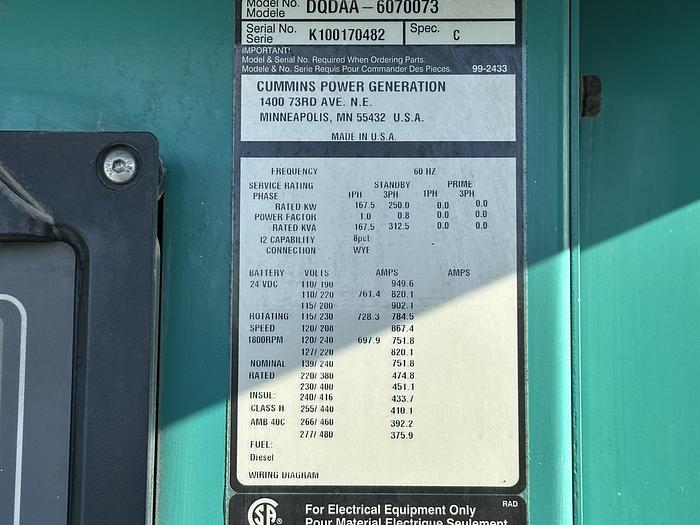 Model No. DQDAA-6070073
Modele
Serial No. K100170482 Spec. C
Serie
IMPORTANT!
Model & Serial No. Required When Ordering Parts.
Modele & No. Serie Requis Pour Commander Des Pieces. 99-2433
CUMMINS POWER GENERATION
1400 73RD AVE. N.E.
MINNEAPOLIS, MN 55432 U.S.A.
MADE IN U.S.A.
FREQUENCY 60 HZ
SERVICE RATING STANDBY PRIME
PHASE 1PH 3PH 1PH 3PH
RATED KW 167.5 250.0 0.0 0.0
POWER FACTOR 1.0 0.8 0.0 0.0
RATED KVA 167.5 312.5 0.0 0.0
I2 CAPABILITY 8pct
CONNECTION WYE
BATTERY VOLTS AMPS AMPS
24 VDC 110/190 949.6
110/220 761.4 820.1
115/200 902.1
ROTATING 115/230 728.3 784.5
SPEED 120/208 867.4
1800RPM 120/240 697.9 751.8
127/220 820.1
NOMINAL 139/240 751.8
RATED 220/380 474.8
230/400 451.1
INSUL: 240/416 433.7
CLASS H 255/440 410.1
AMB 40C 266/460 392.2
277/480 375.9
FUEL:
Diesel
WIRING DIAGRAM
RAD
SA ® For Electrical Equipment Only
Pour Material Electrique Seulement